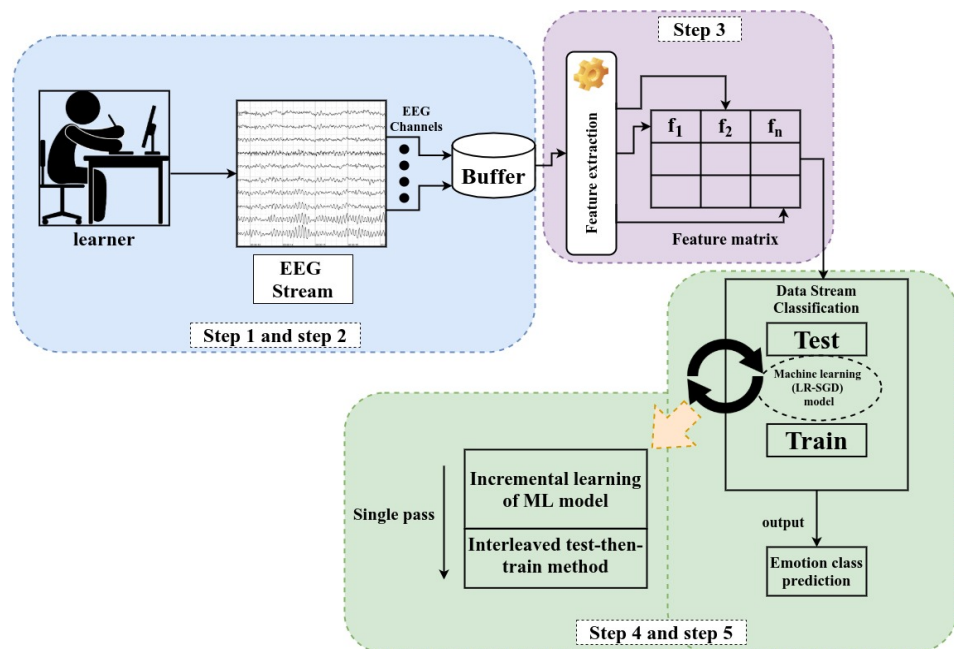 learner
EEG
Stream
EEG
Channels
Buffer
Step 1 and step 2
Step 3
Feature extraction
f1 f2 fn
Feature matrix
Data Stream
Classification
Test
Machine learning
(LR-SGD)
model
Train
output
Emotion class
prediction
Single pass
Incremental learning
of ML model
Interleaved test-then-
train method
Step 4 and step 5